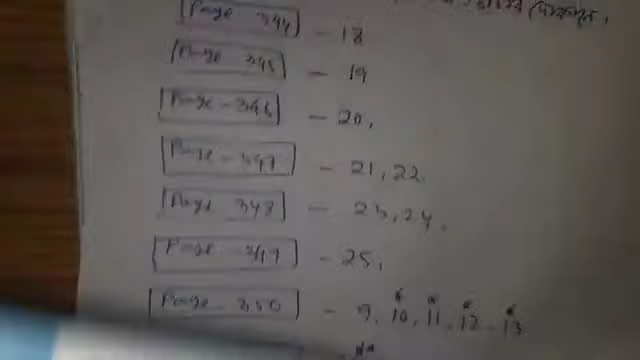 Page 344 - 18
Page 345 - 19
Page - 346 - 20,
Page - 347 - 21, 22.
Page 348 - 23, 24,
Page - 349 - 25,
Page - 350 - 9, 10*, 11*, 12*, 13*
**